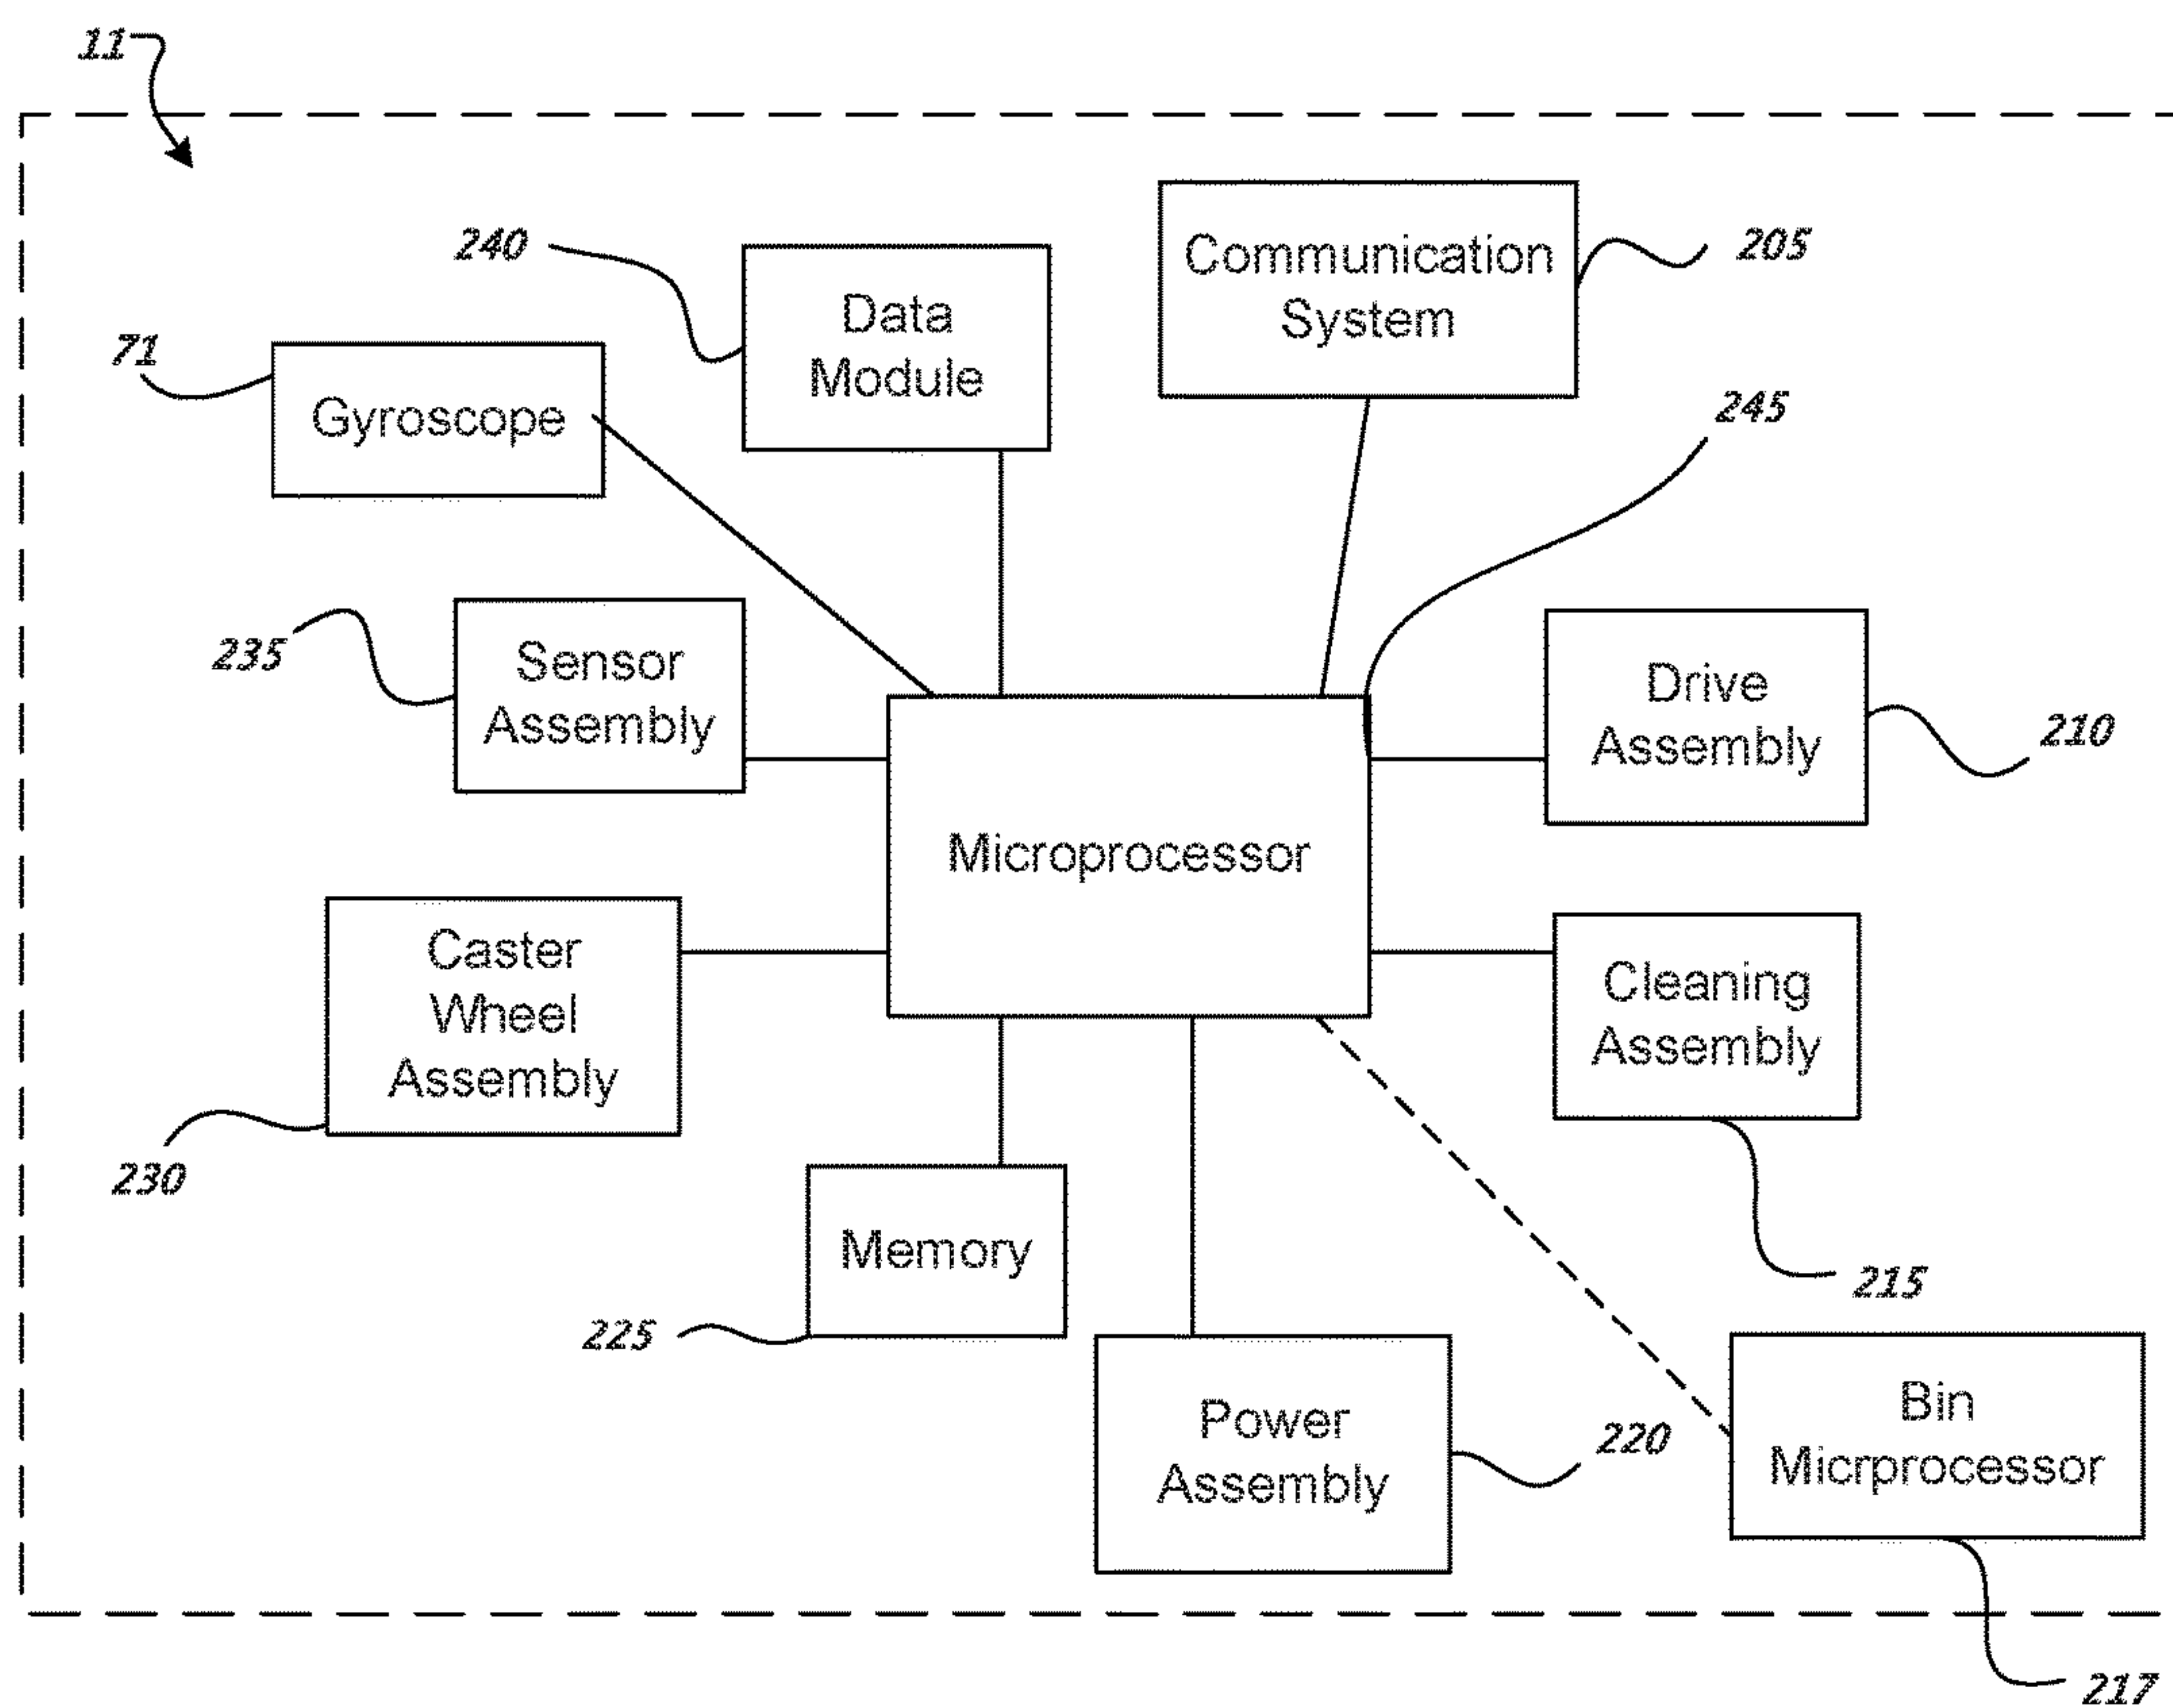 11
240
Data
Module
Communication
System
205
71
Gyroscope
245
235
Sensor
Assembly
Drive
Assembly
210
Microprocessor
Caster
Wheel
Assembly
230
Cleaning
Assembly
215
Memory
225
Power
Assembly
220
Bin
Micrprocessor
217